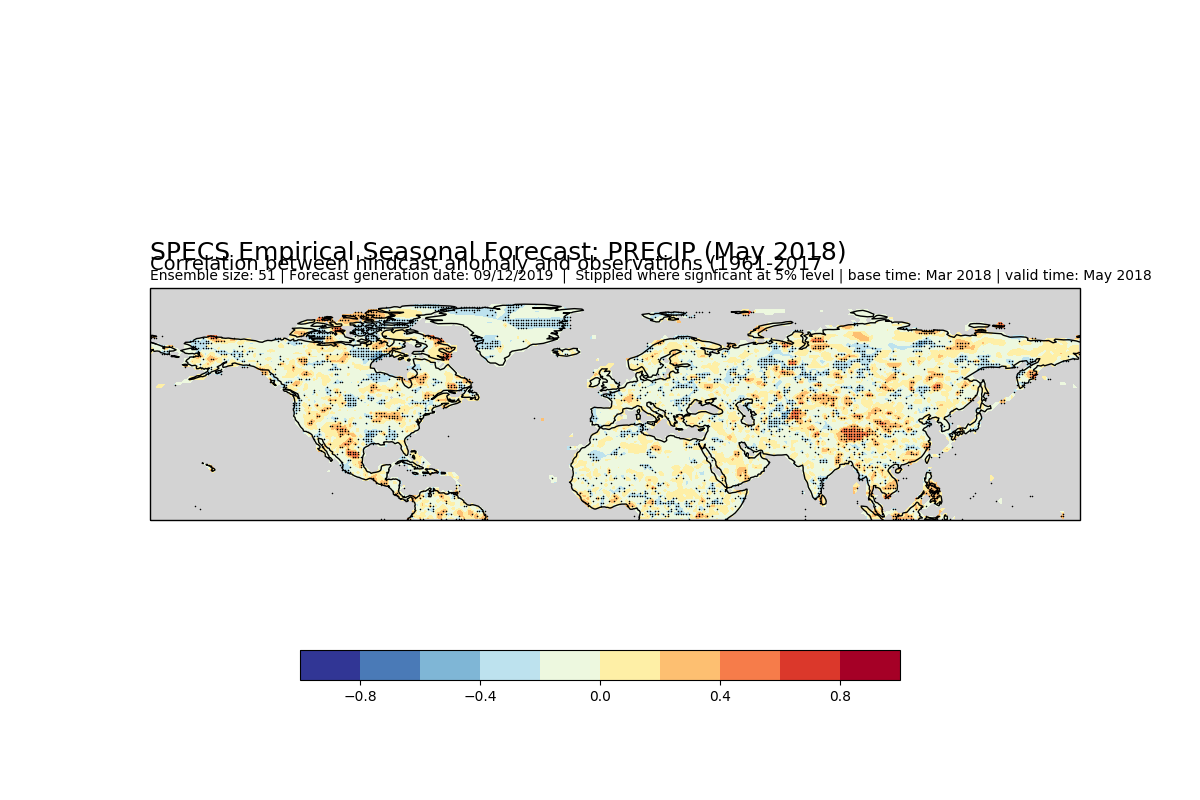 SPECS Empirical Seasonal Forecast: PRECIP (May 2018)
Correlation between hindcast anomaly and observations (1961-2017
Ensemble size: 51 | Forecast generation date: 09/12/2019  |  Stippled where signficant at 5% level | base time: Mar 2018 | valid time: May 2018
−0.8 −0.4 0.0 0.4 0.8